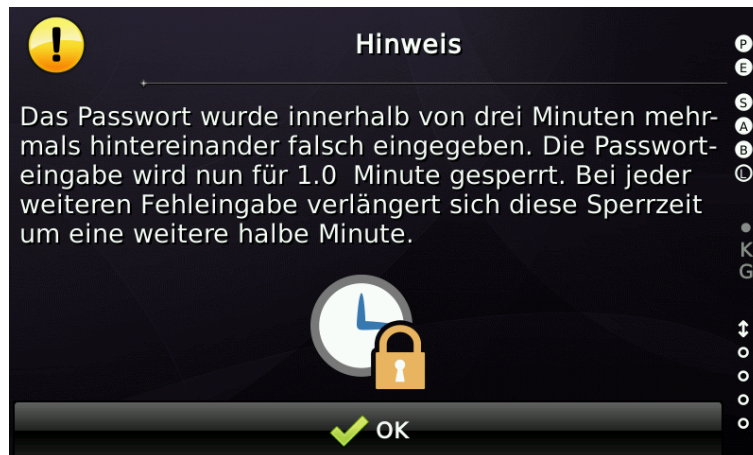 Hinweis
Das Passwort wurde innerhalb von drei Minuten mehr-
mals hintereinander falsch eingegeben. Die Passwort-
eingabe wird nun für 1.0  Minute gesperrt. Bei jeder
weiteren Fehleingabe verlängert sich diese Sperrzeit
um eine weitere halbe Minute.
OK
P
E
S
A
B
L
K
G